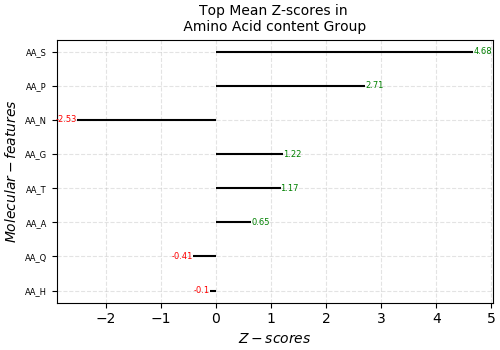 Top Mean Z-scores in
Amino Acid content Group
AA_S
4.68
AA_P
2.71
AA_N
2.53
AA_G
1.22
AA_T
1.17
AA_A
0.65
AA_Q
-0.41
AA_H
-0.1
Molecular − features
−2 −1 0 1 2 3 4 5
Z − scores